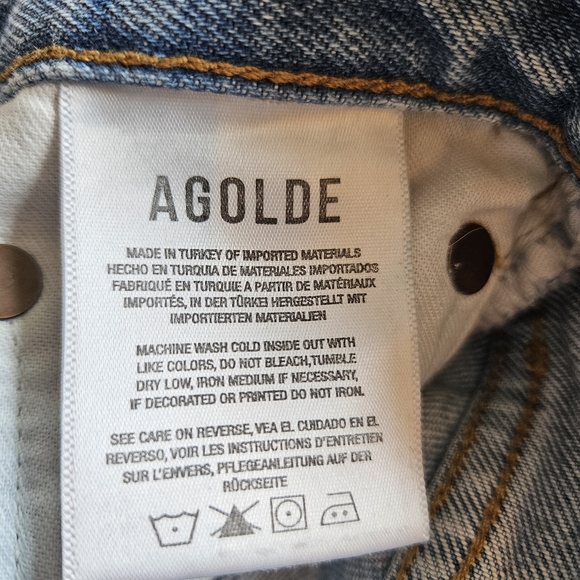 AGOLDE
MADE IN TURKEY OF IMPORTED MATERIALS
HECHO EN TURQUIA DE MATERIALES IMPORTADOS
FABRIQUÉ EN TURQUIE A PARTIR DE MATÉRIAUX
IMPORTÉS, IN DER TÜRKEI HERGESTELLT MIT
IMPORTIERTEN MATERIALIEN
MACHINE WASH COLD INSIDE OUT WITH
LIKE COLORS, DO NOT BLEACH,TUMBLE
DRY LOW, IRON MEDIUM IF NECESSARY,
IF DECORATED OR PRINTED DO NOT IRON.
SEE CARE ON REVERSE, VEA EL CUIDADO EN EL
REVERSO, VOIR LES INSTRUCTIONS D'ENTRETIEN
SUR L'ENVERS, PFLEGEANLEITUNG AUF DER
RÜCKSEITE